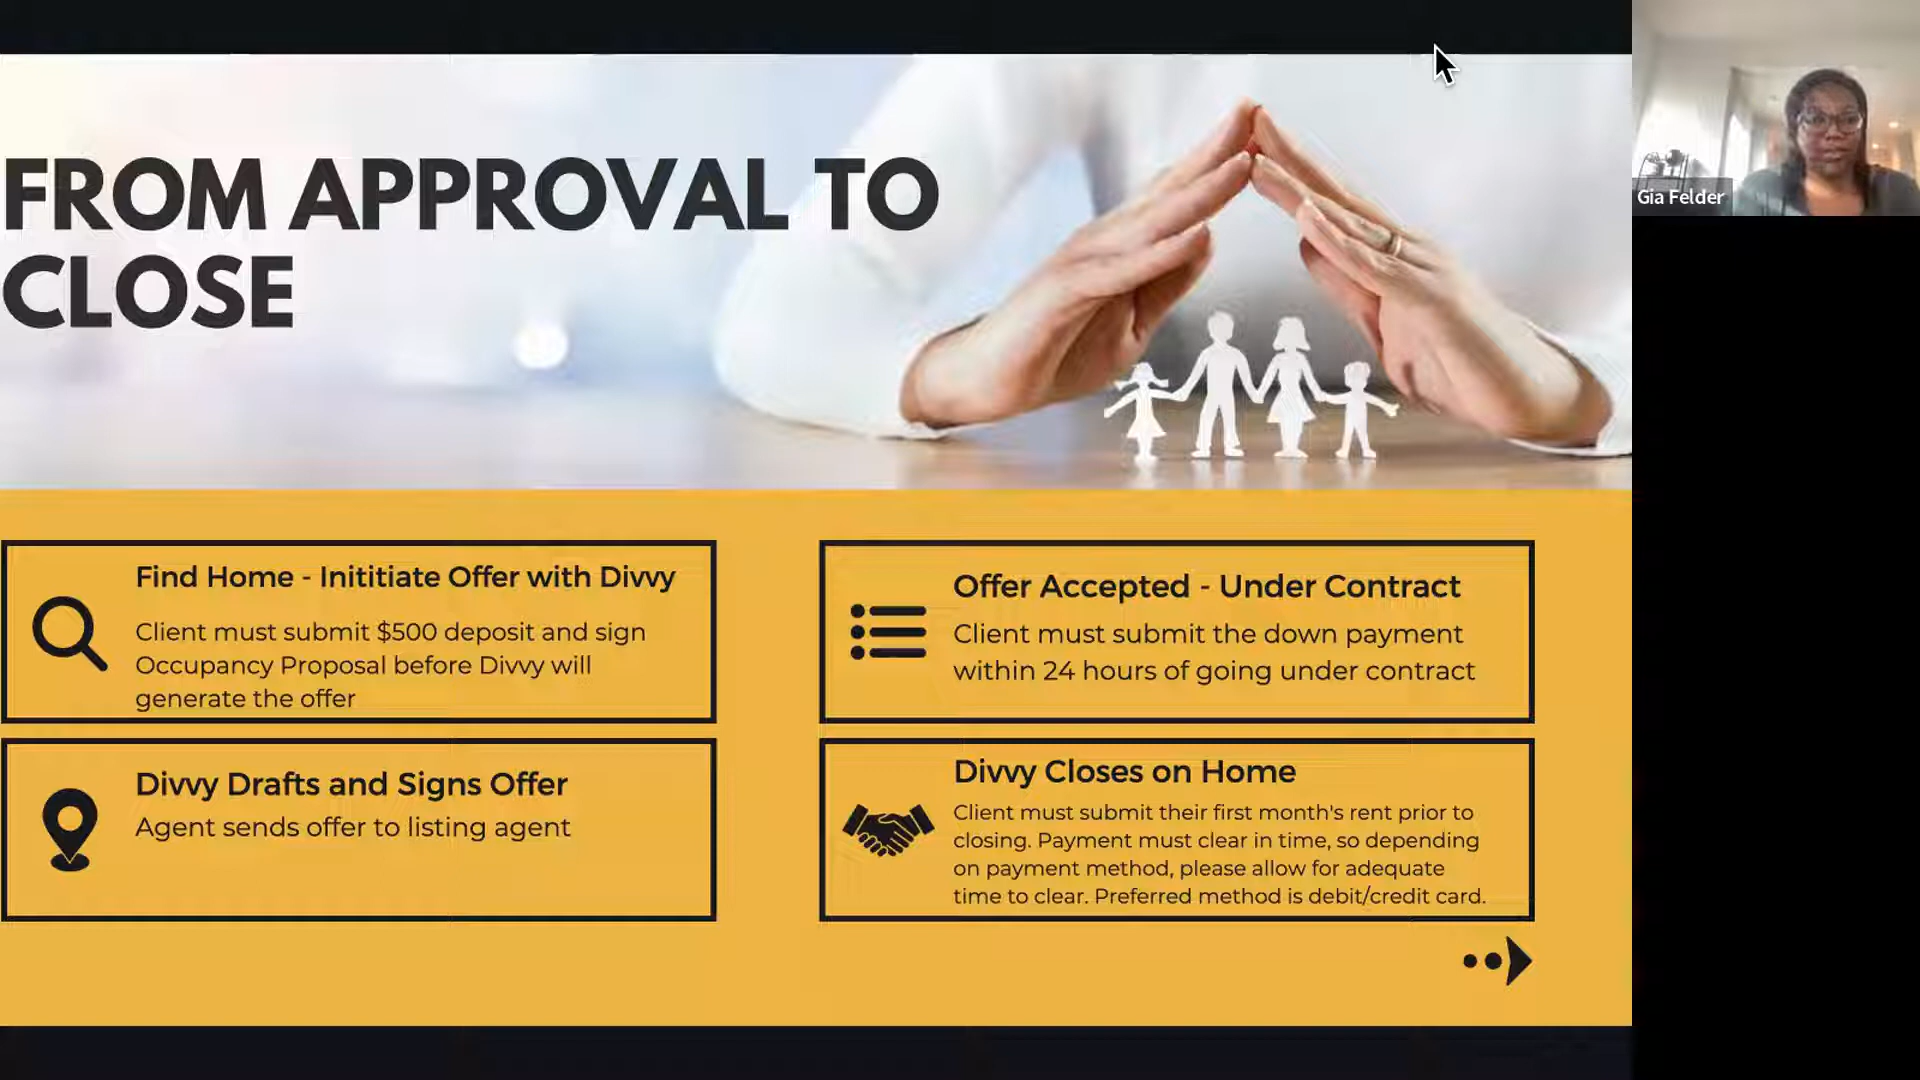 FROM APPROVAL TO
CLOSE
Find Home - Inititiate Offer with Divvy
Client must submit $500 deposit and sign
Occupancy Proposal before Divvy will
generate the offer
Divvy Drafts and Signs Offer
Agent sends offer to listing agent
Offer Accepted - Under Contract
Client must submit the down payment
within 24 hours of going under contract
Divvy Closes on Home
Client must submit their first month's rent prior to
closing. Payment must clear in time, so depending
on payment method, please allow for adequate
time to clear. Preferred method is debit/credit card.
Gia Felder